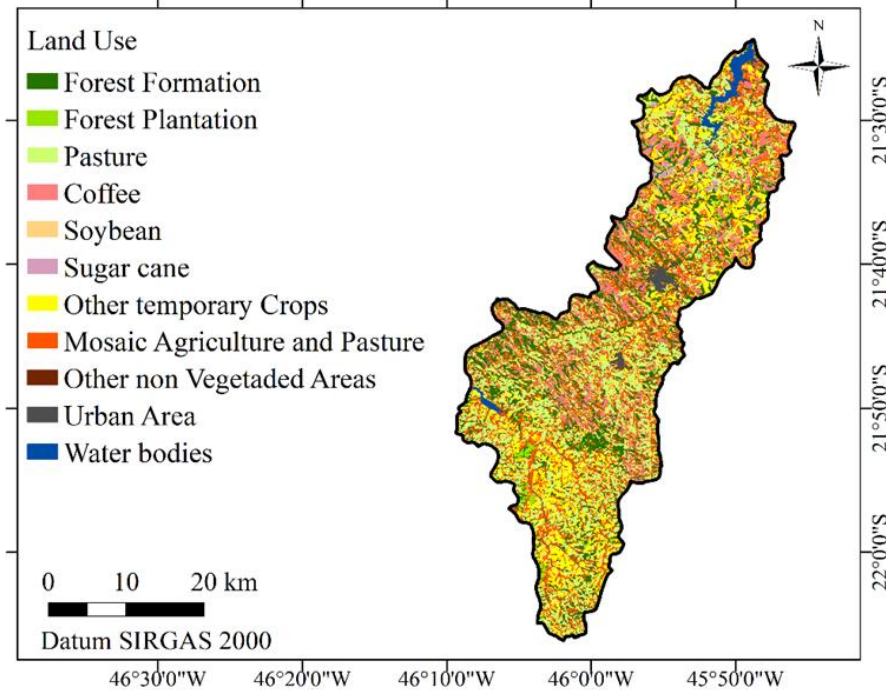 N
Land Use
Forest Formation
Forest Plantation
Pasture
Coffee
Soybean
Sugar cane
Other temporary Crops
Mosaic Agriculture and Pasture
Other non Vegetaded Areas
Urban Area
Water bodies
0 10 20 km
Datum SIRGAS 2000
21°30'0"S
21°40'0"S
21°50'0"S
22°0'0"S
46°30'0"W 46°20'0"W 46°10'0"W 46°0'0"W 45°50'0"W